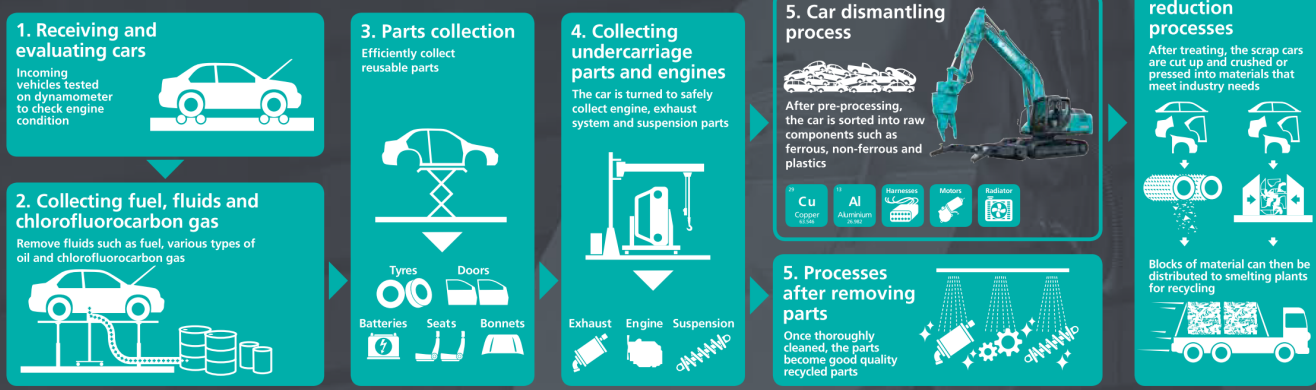 1. Receiving and
evaluating cars
Incoming
vehicles tested
on dynamometer
to check engine
condition
2. Collecting fuel, fluids and
chlorofluorocarbon gas
Remove fluids such as fuel, various types of
oil and chlorofluorocarbon gas
3. Parts collection
Efficiently collect
reusable parts
Tyres
Doors
Batteries
Seats
Bonnets
4. Collecting
undercarriage
parts and engines
The car is turned to safely
collect engine, exhaust
system and suspension parts
Exhaust
Engine
Suspension
5. Car dismantling
process
After pre-processing,
the car is sorted into raw
components such as
ferrous, non-ferrous and
plastics
29
Cu
Copper
63.546
13
Al
Aluminium
26.982
Harnesses
Motors
Radiator
5. Processes
after removing
parts
Once thoroughly
cleaned, the parts
become good quality
recycled parts
reduction
processes
After treating, the scrap cars
are cut up and crushed or
pressed into materials that
meet industry needs
Blocks of material can then be
distributed to smelting plants
for recycling